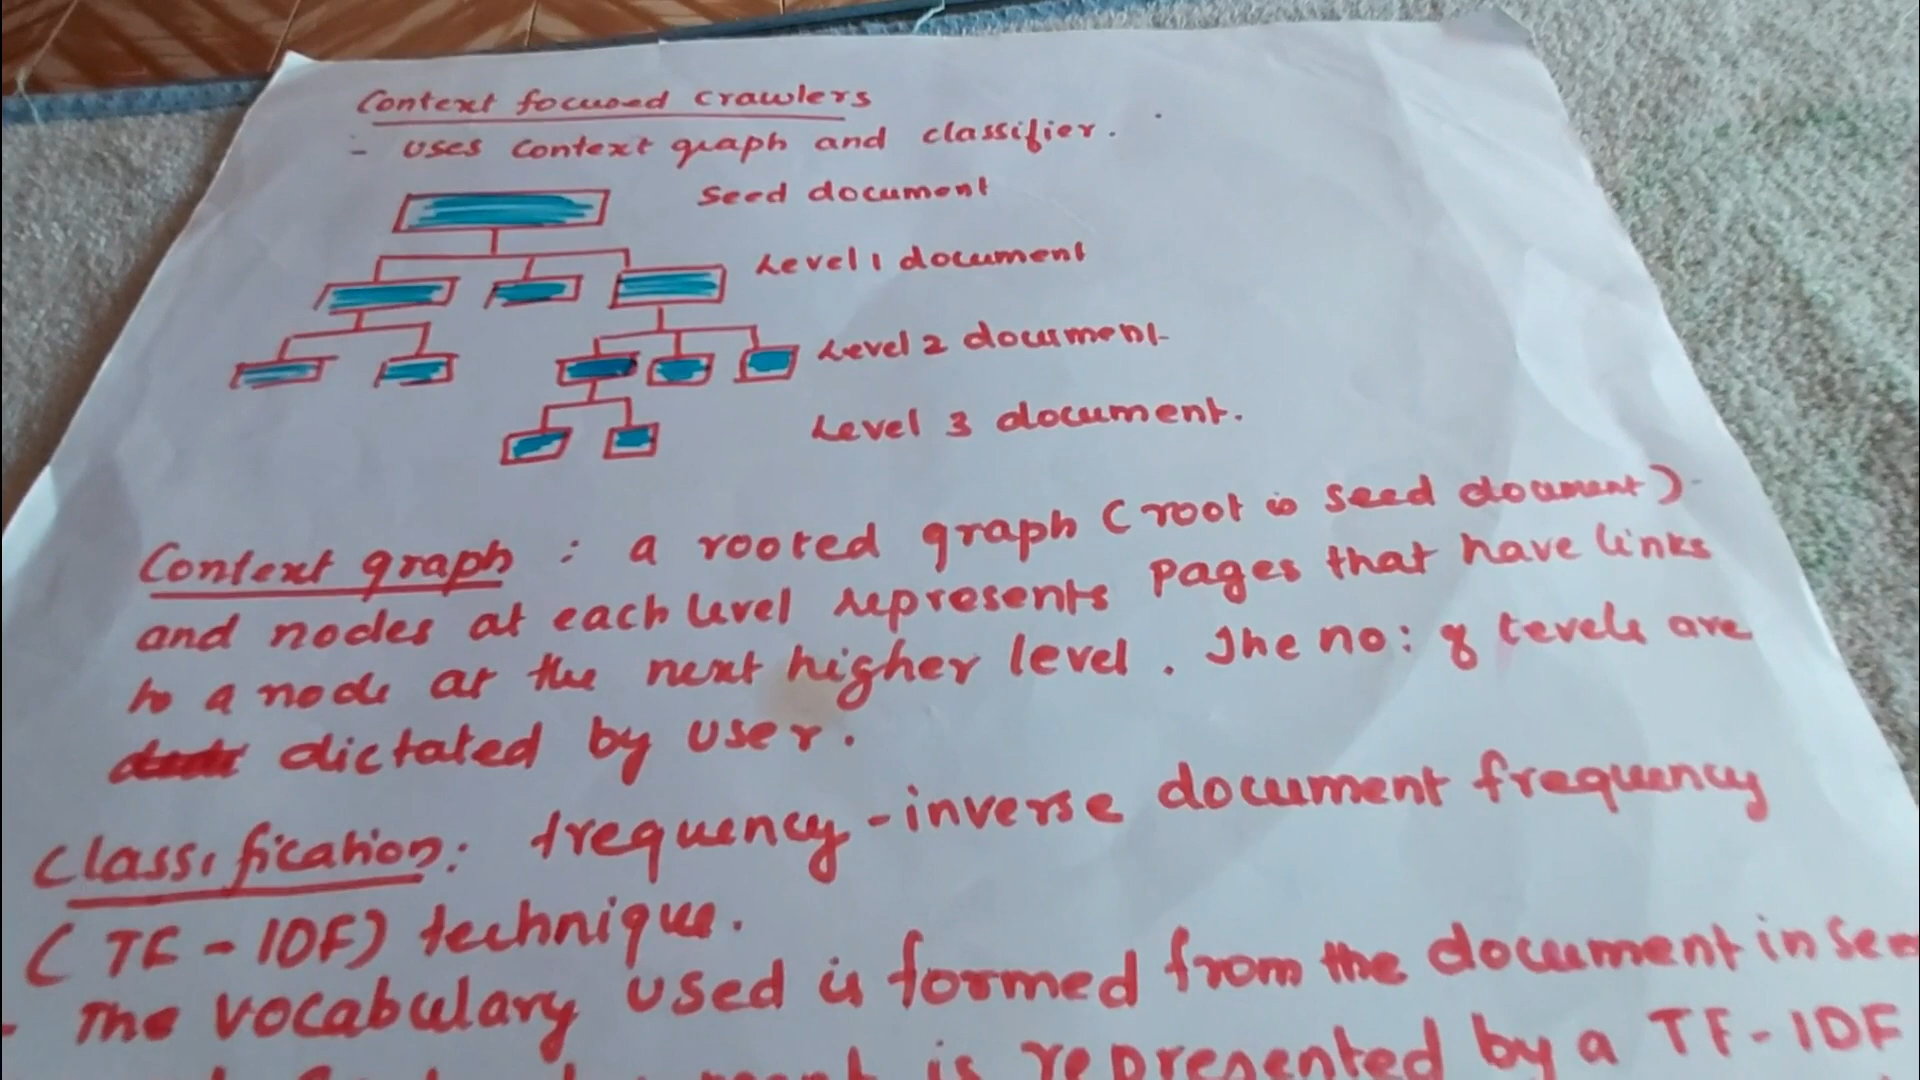 Context focused crawlers
- uses context graph and classifier.
Seed document
Level 1 document
Level 2 document
Level 3 document.
Context graph : a rooted graph (root is seed document)
and nodes at each level represents pages that have links
to a node at the next higher level. The no: of levels are
dictated by user.
Classification: frequency - inverse document frequency
(TF - IDF) technique.
- The vocabulary used is formed from the document in
is represented by a TF - IDF